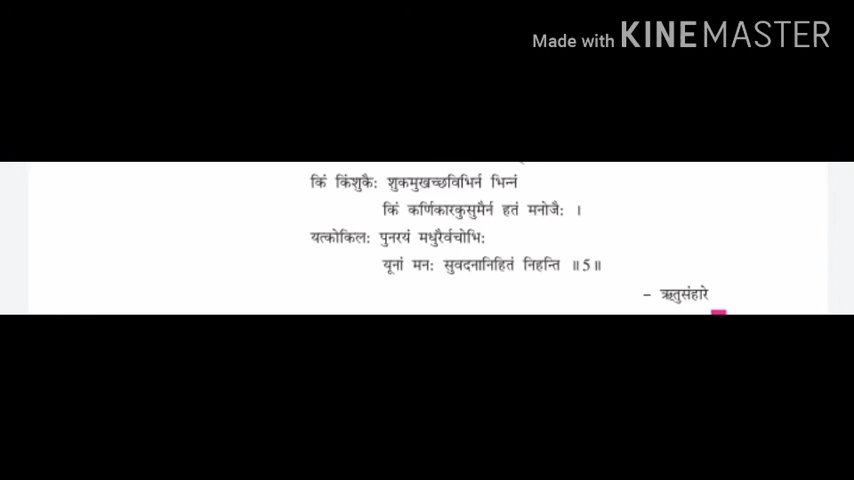 Made with KINEMASTER
किं किंशुकैः शुकमुखच्छविभिर्न भिन्नं
किं कर्णिकारकुसुमैर्न हतं मनोजैः ।
यत्कोकिलः पुनरयं मधुरैर्वचोभिः
यूनां मनः सुवदनानिहितं निहन्ति ॥5॥
– ऋतुसंहारे